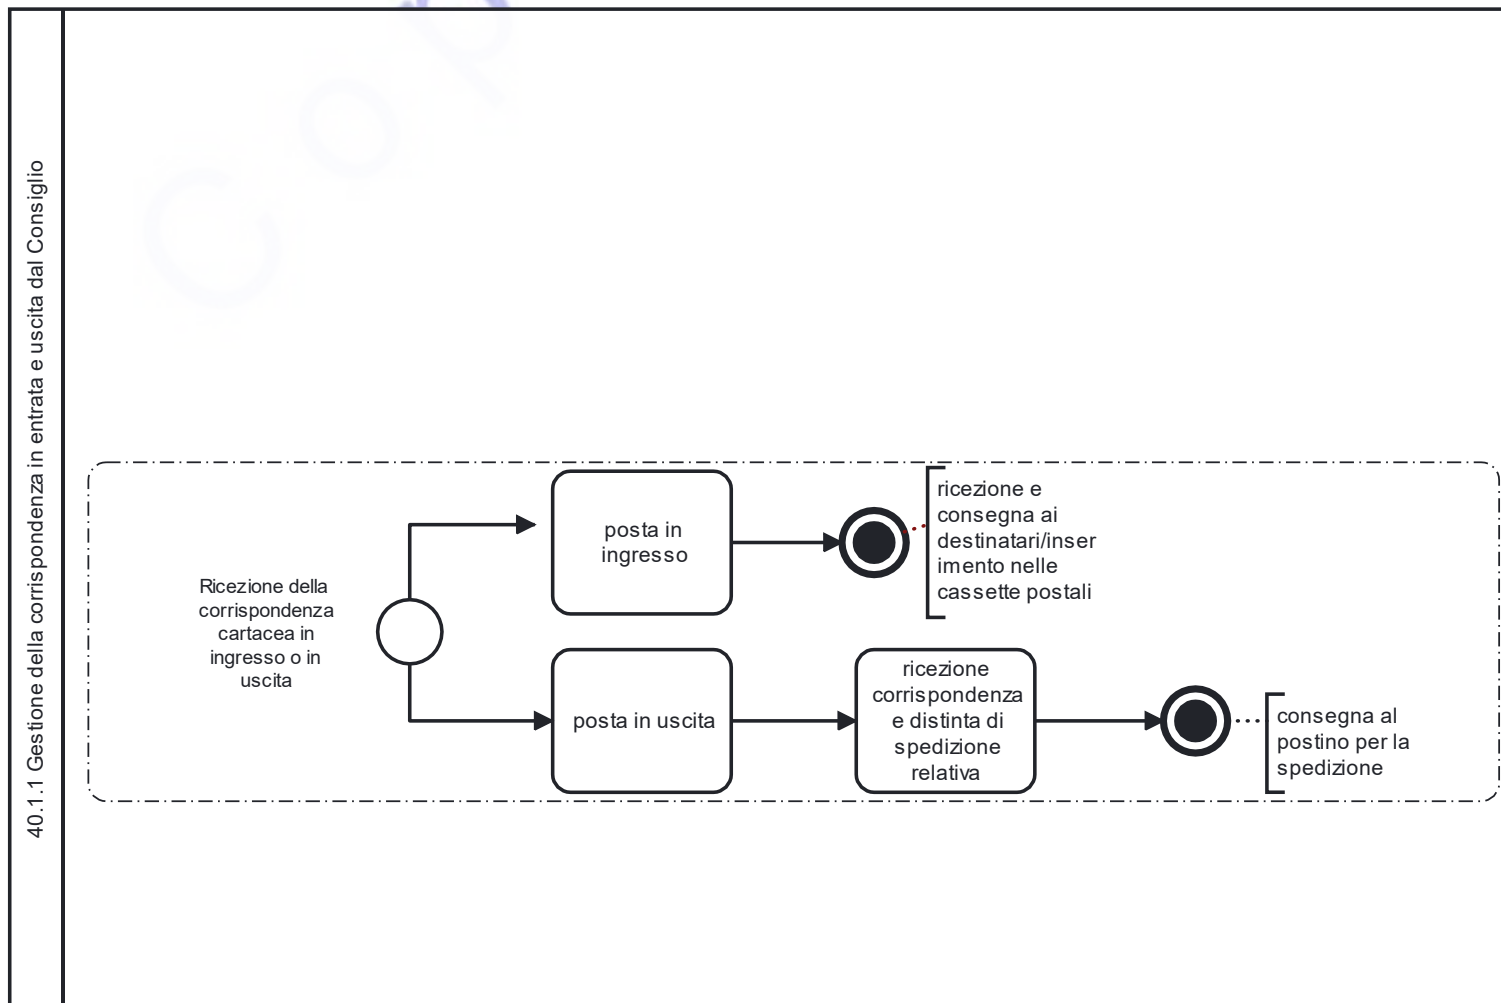 40.1.1 Gestione della corrispondenza in entrata e uscita dal Consiglio
Ricezione della
corrispondenza
cartacea in
ingresso o in
uscita
posta in
ingresso
ricezione e
consegna ai
destinatari/inser
imento nelle
cassette postali
posta in uscita
ricezione
corrispondenza
e distinta di
spedizione
relativa
consegna al
postino per la
spedizione
Cop